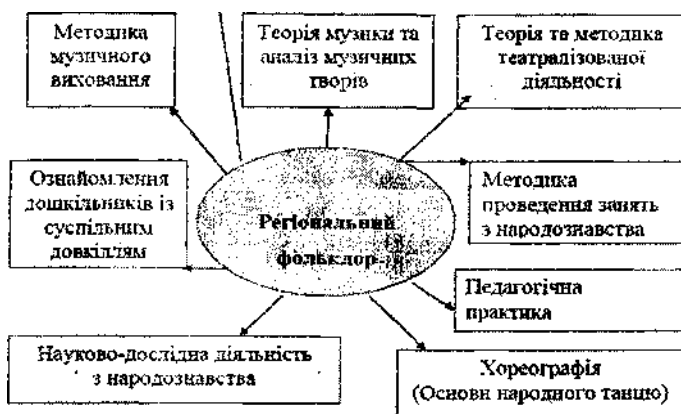 Методика
музичного
виховання
Теорія музики та
аналіз музичних
творів
Теорія та методика
театралізованої
діяльності
Ознайомлення
дошкільників із
суспільним
довкіллям
Регіональний
фольклор
Методика
проведення занять
з народознавства
Педагогічна
практика
Науково-дослідна діяльність
з народознавства
Хореографія
(Основи народного танцю)